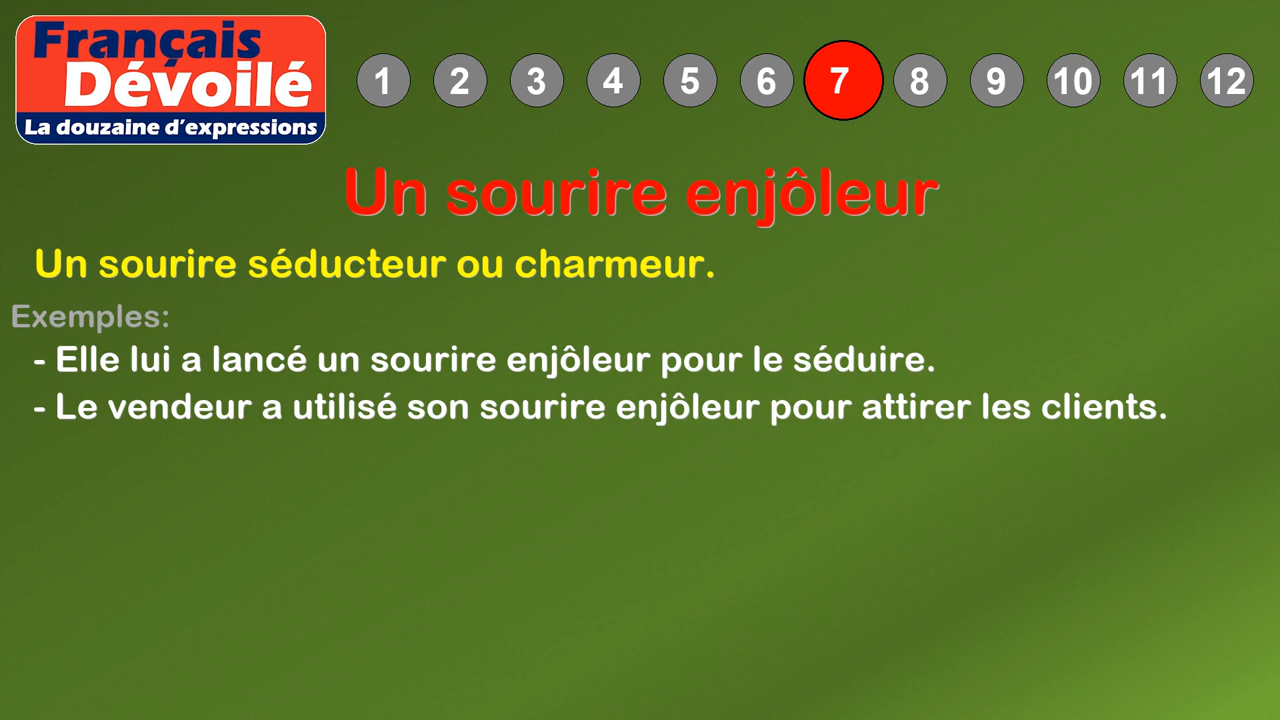 Français
Dévoilé
La douzaine d'expressions
1 2 3 4 5 6 7 8 9 10 11 12
Un sourire enjôleur
Un sourire séducteur ou charmeur.
Exemples:
- Elle lui a lancé un sourire enjôleur pour le séduire.
- Le vendeur a utilisé son sourire enjôleur pour attirer les clients.